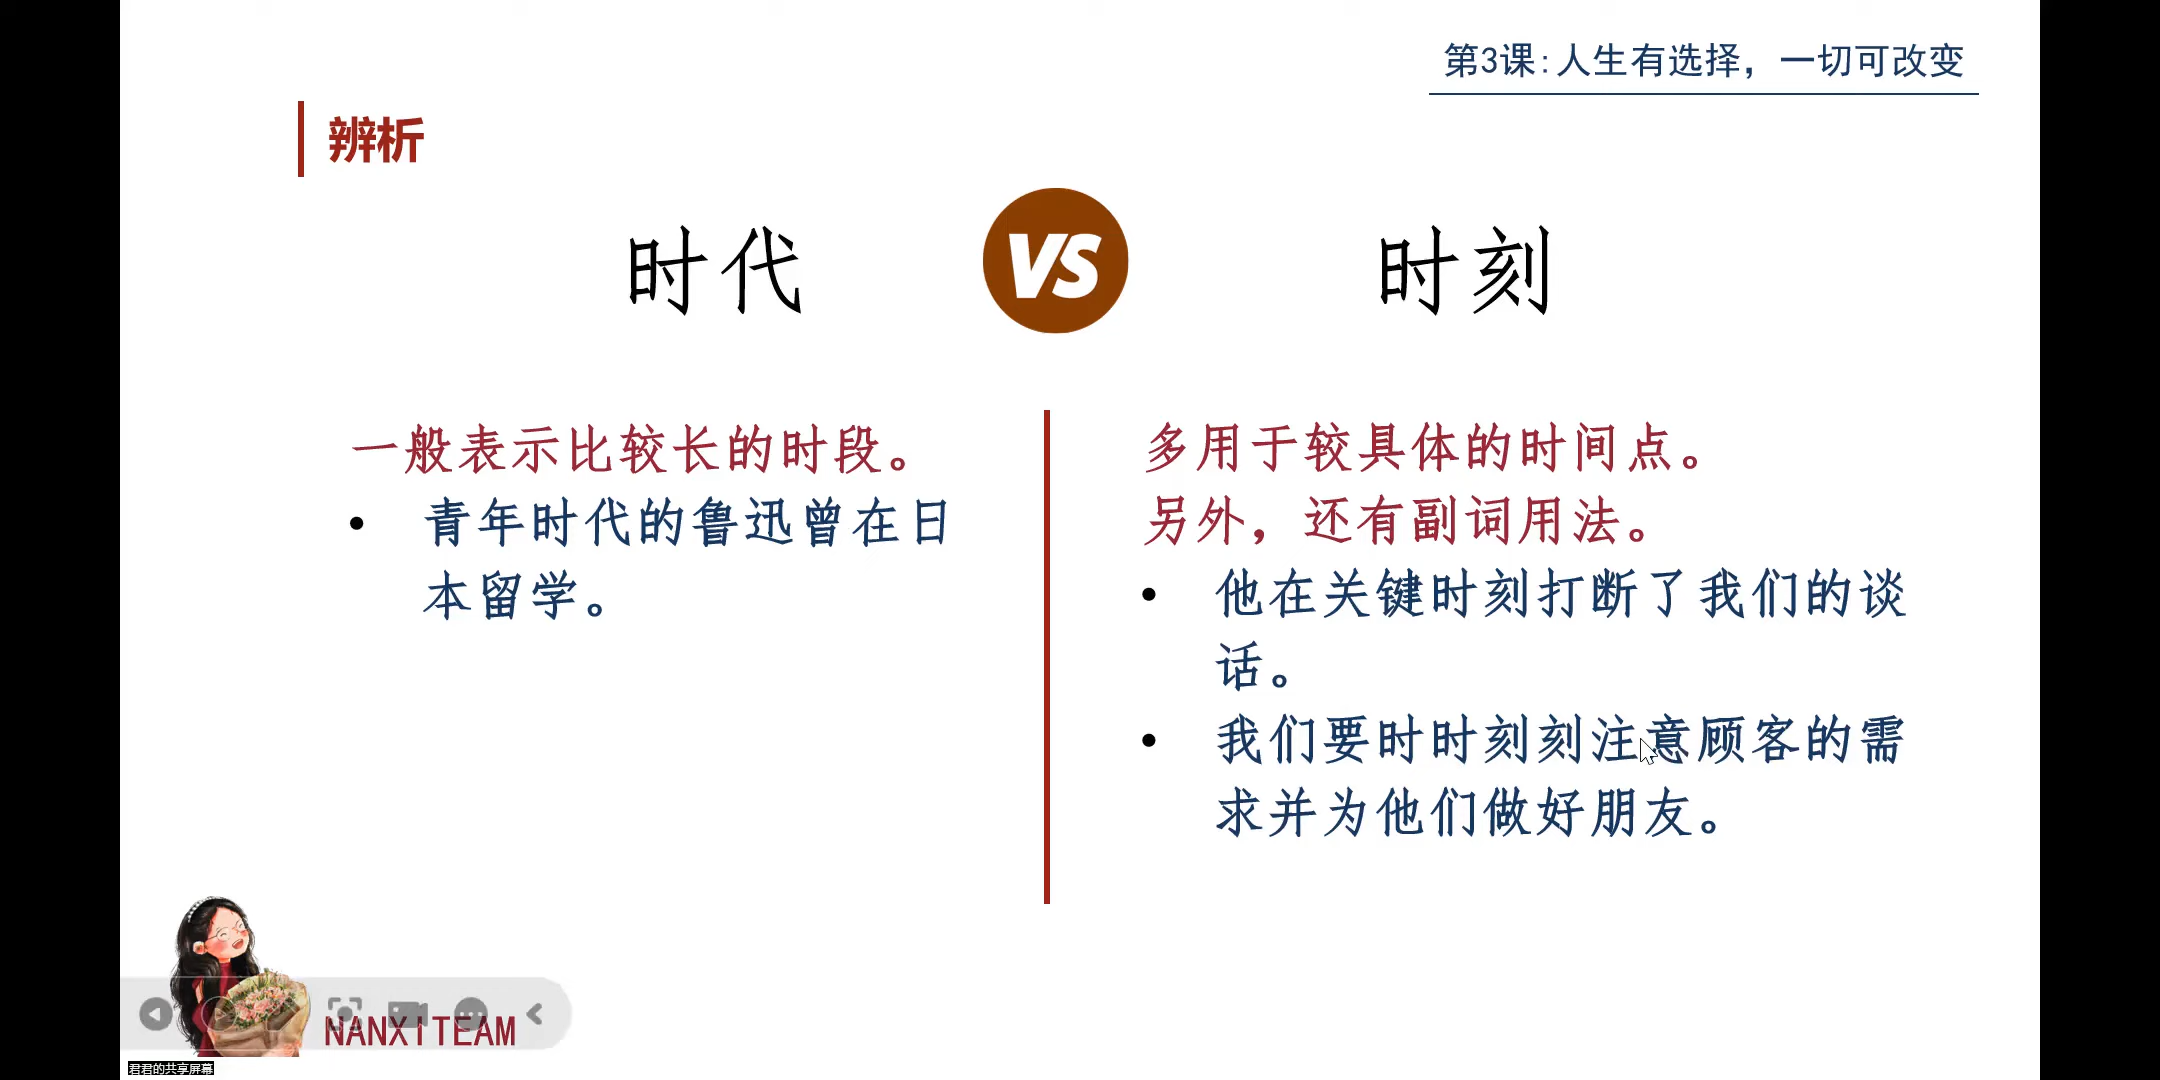 第3课:人生有选择，一切可改变
辨析
时代
VS
时刻
一般表示比较长的时段。
• 青年时代的鲁迅曾在日
本留学。
多用于较具体的时间点。
另外，还有副词用法。
• 他在关键时刻打断了我们的谈
话。
• 我们要时时刻刻注意顾客的需
求并为他们做好朋友。
NANXITEAM
君君的共享屏幕